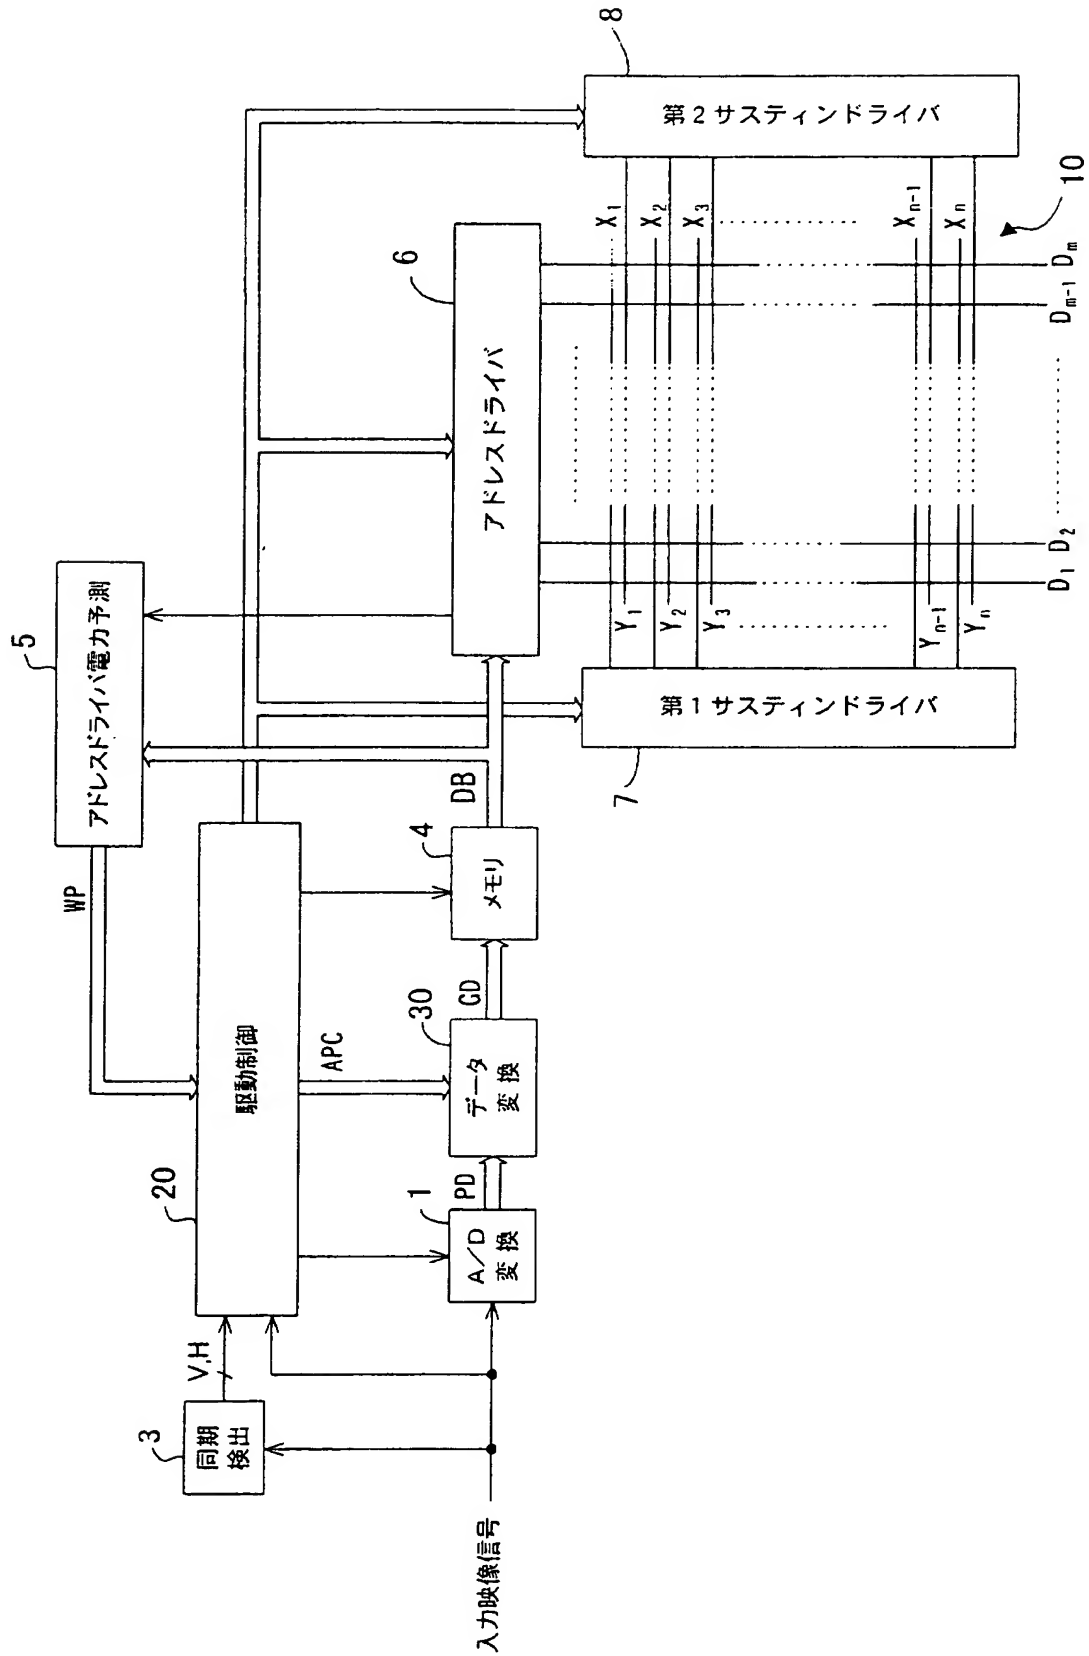 5
アドレスドライバ電力予測
WP
3
同期
検出
V,H
20
駆動制御
APC
入力映像信号
1
A/D
変換
PD
30
データ
変換
GD
4
メモリ
DB
6
アドレスドライバ
7
第1サスティンドライバ
8
第2サスティンドライバ
Y1
Y2
Y3
Yn-1
Yn
X1
X2
X3
Xn-1
Xn
D1
D2
Dm-1
Dm
10